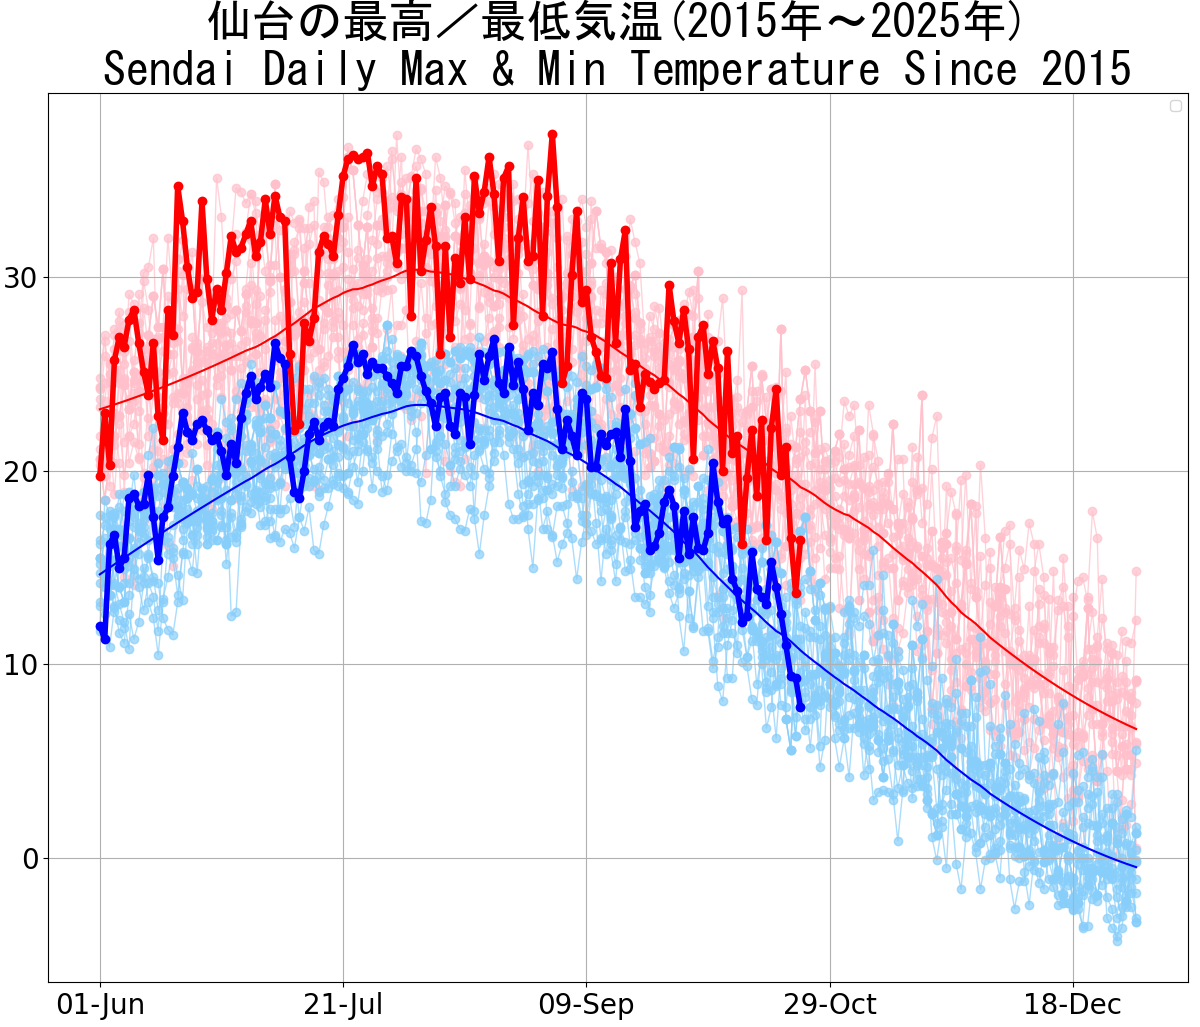 仙台の最高／最低気温(2015年～2025年)
Sendai Daily Max & Min Temperature Since 2015
30
20
10
0
01-Jun 21-Jul 09-Sep 29-Oct 18-Dec